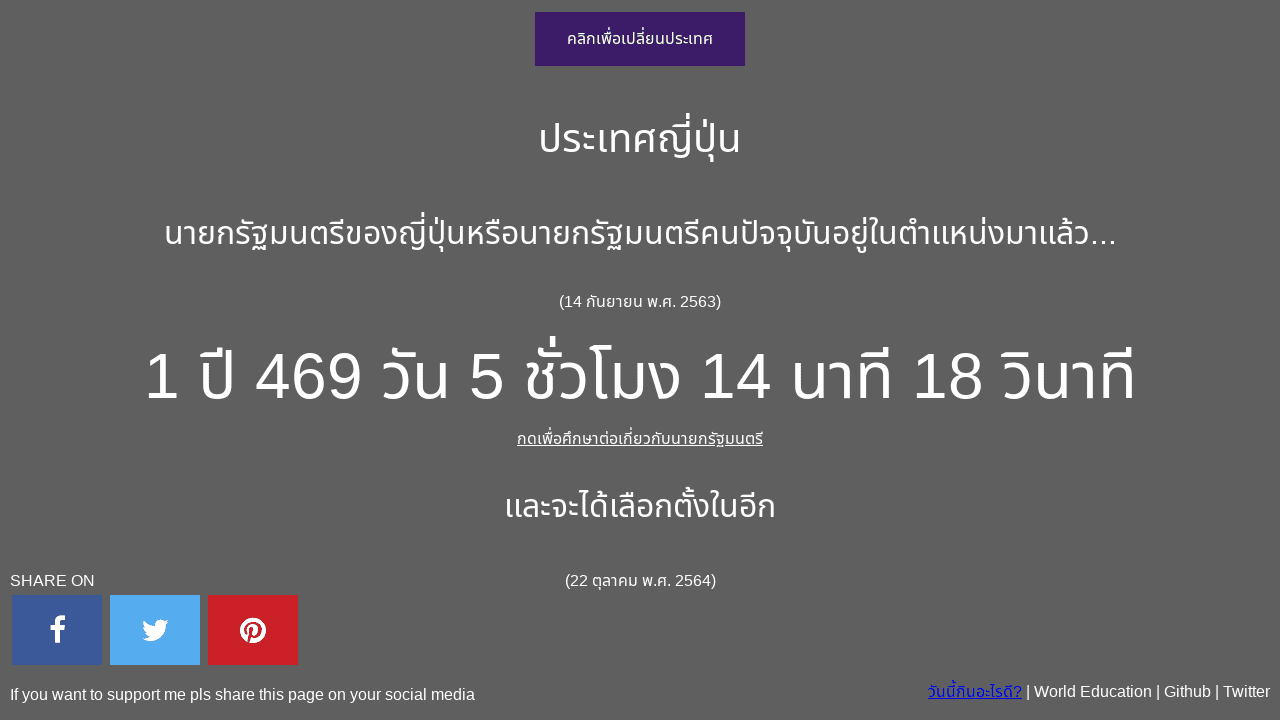 คลิกเพื่อเปลี่ยนประเทศ
ประเทศญี่ปุ่น
นายกรัฐมนตรีของญี่ปุ่นหรือนายกรัฐมนตรีคนปัจจุบันอยู่ในตำแหน่งมาแล้ว...
(14 กันยายน พ.ศ. 2563)
1 ปี 469 วัน 5 ชั่วโมง 14 นาที 18 วินาที
กดเพื่อศึกษาต่อเกี่ยวกับนายกรัฐมนตรี
และจะได้เลือกตั้งในอีก
(22 ตุลาคม พ.ศ. 2564)
SHARE ON
If you want to support me pls share this page on your social media
วันนี้กินอะไรดี? | World Education | Github | Twitter